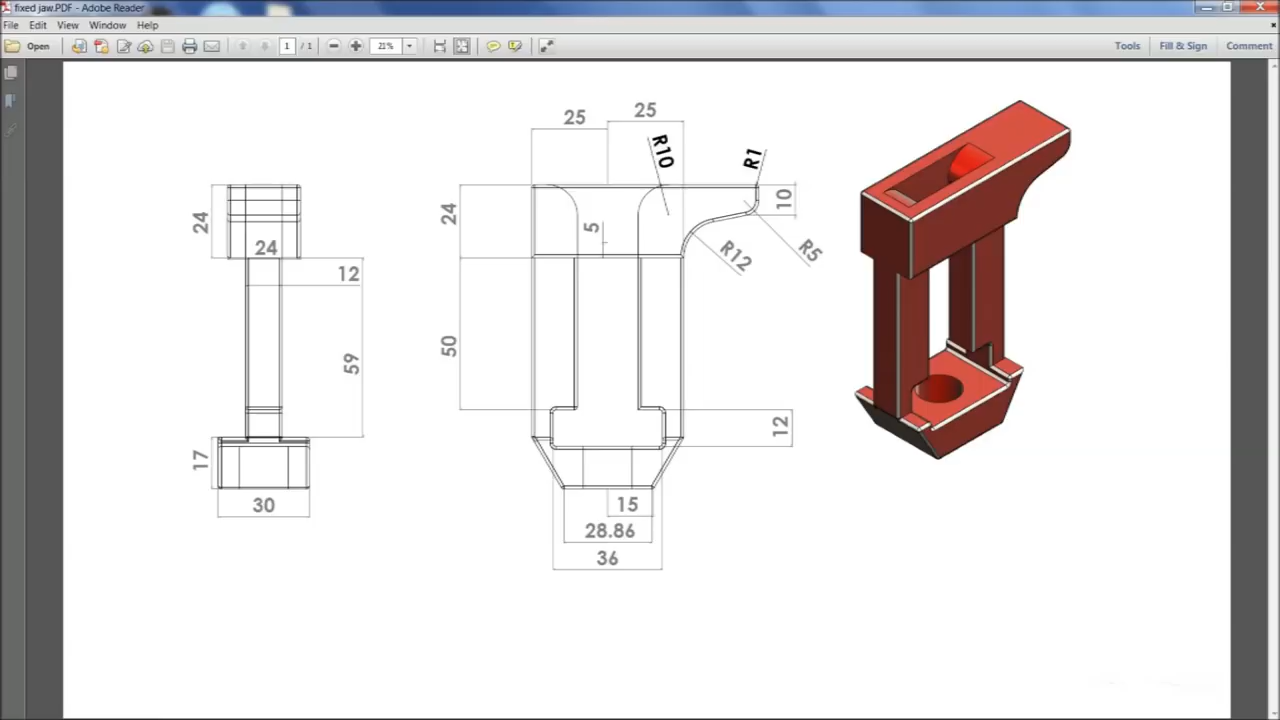 fixed jaw.PDF - Adobe Reader
File Edit View Window Help
Open 1 / 1 21% Tools Fill & Sign Comment
25 25
R10 R1
24 24 10
24 5
R12 R5
12
59 50
12
17
30 15
28.86
36